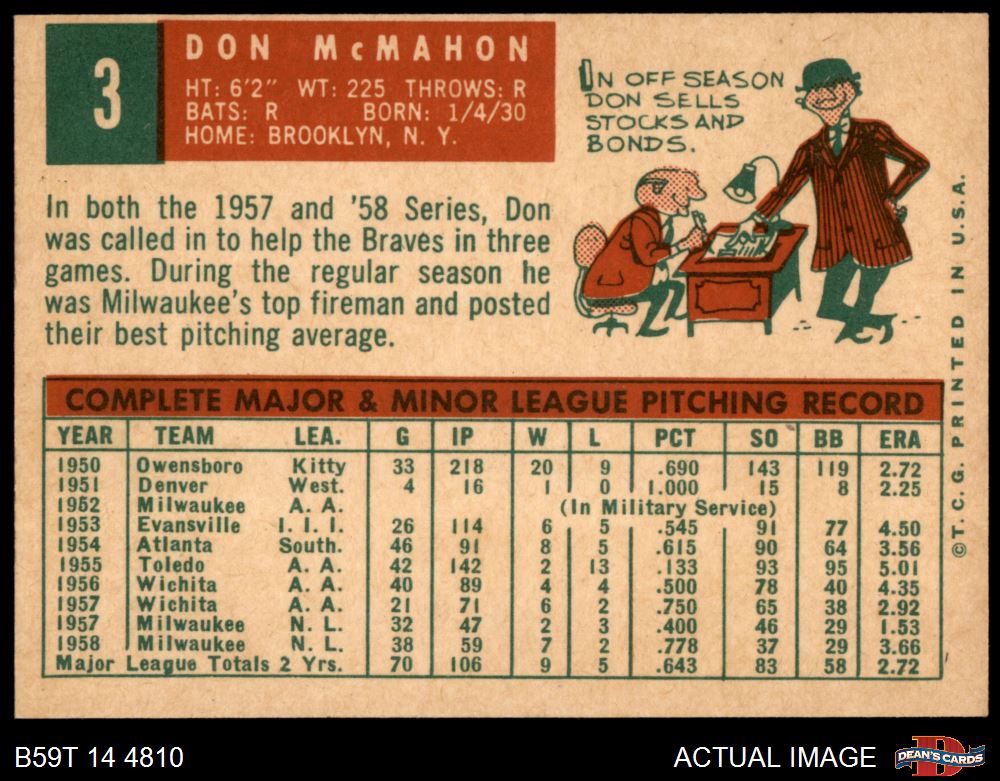 3
DON McMAHON
HT: 6'2" WT: 225 THROWS: R
BATS: R BORN: 1/4/30
HOME: BROOKLYN, N. Y.
IN OFF SEASON
DON SELLS
STOCKS AND
BONDS.
In both the 1957 and '58 Series, Don
was called in to help the Braves in three
games. During the regular season he
was Milwaukee's top fireman and posted
their best pitching average.
COMPLETE MAJOR & MINOR LEAGUE PITCHING RECORD
YEAR TEAM LEA. G IP W L PCT SO BB ERA
1950 Owensboro Kitty 33 218 20 9 .690 143 119 2.72
1951 Denver West. 4 16 1 0 1.000 15 8 2.25
1952 Milwaukee A. A. (In Military Service)
1953 Evansville I. I. I. 26 114 6 5 .545 91 77 4.50
1954 Atlanta South. 46 91 8 5 .615 90 64 3.56
1955 Toledo A. A. 42 142 2 13 .133 93 95 5.01
1956 Wichita A. A. 40 89 4 4 .500 78 40 4.35
1957 Wichita A. A. 21 71 6 2 .750 65 38 2.92
1957 Milwaukee N. L. 32 47 2 3 .400 46 29 1.53
1958 Milwaukee N. L. 38 59 7 2 .778 37 29 3.66
Major League Totals 2 Yrs. 70 106 9 5 .643 83 58 2.72
© T. C. G. PRINTED IN U. S. A.
B59T 14 4810
ACTUAL IMAGE
D
DEAN'S CARDS